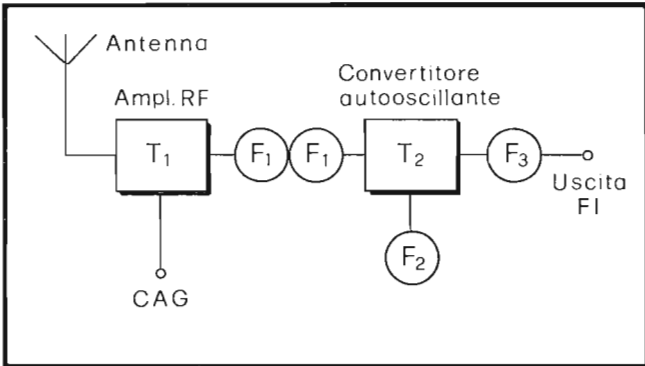 Antenna
Ampl. RF
Convertitore
autooscillante
T1
F1
F1
T2
F3
Uscita
FI
F2
CAG